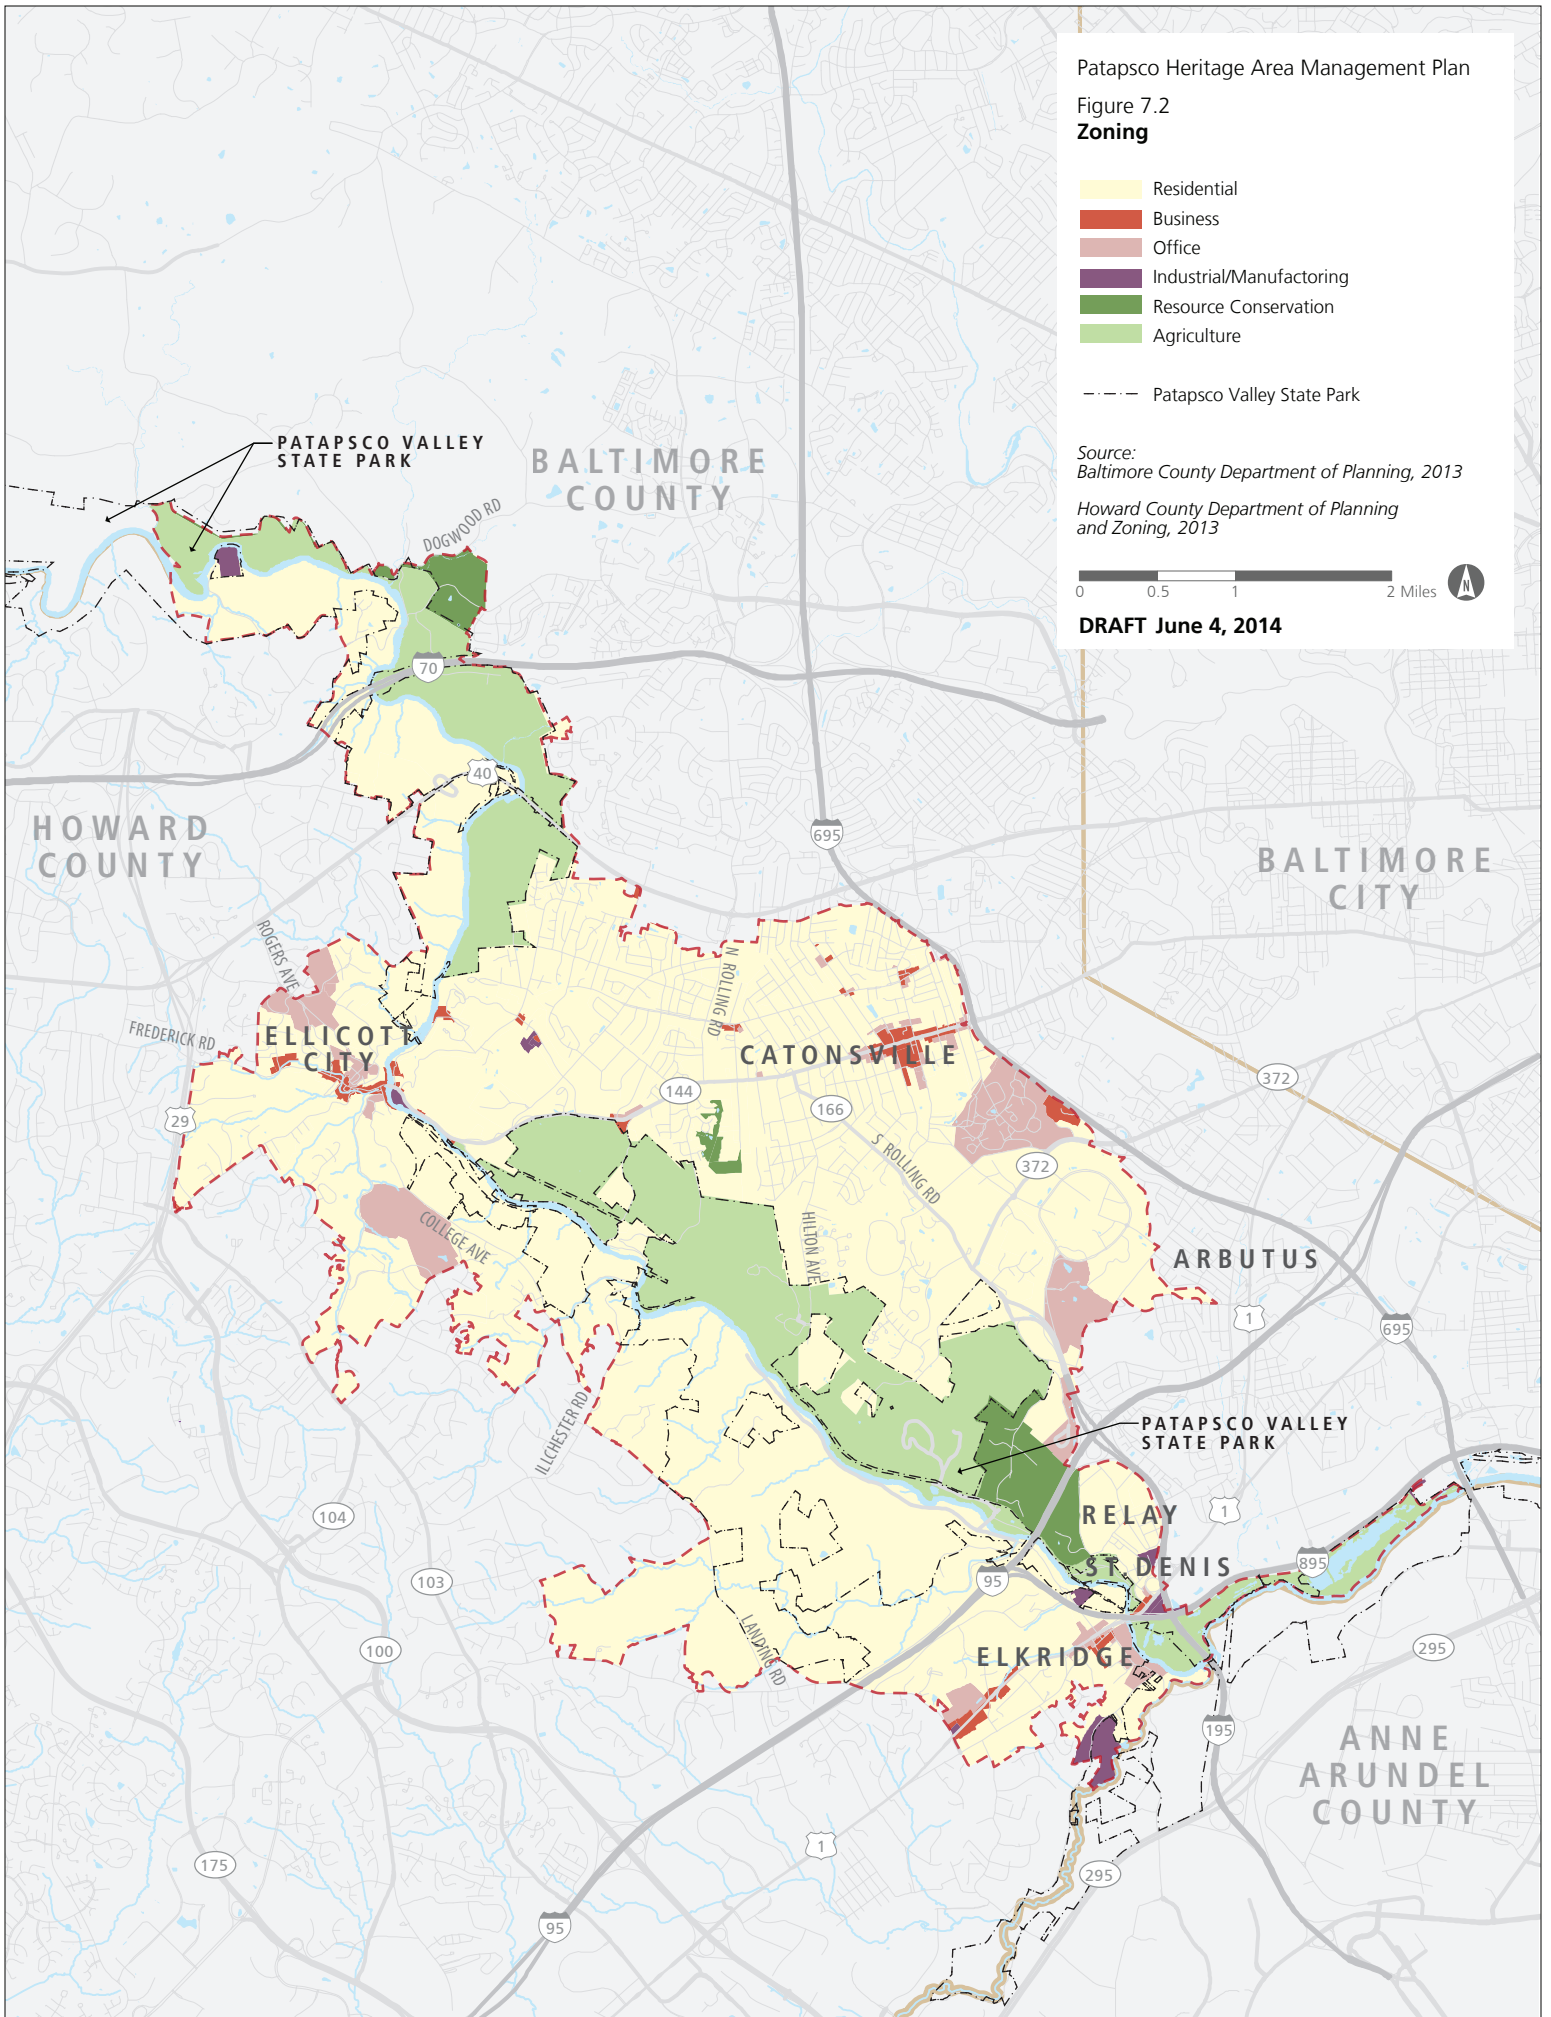 Patapsco Heritage Area Management Plan
Figure 7.2
Zoning
Residential
Business
Office
Industrial/Manufactoring
Resource Conservation
Agriculture
Patapsco Valley State Park
Source:
Baltimore County Department of Planning, 2013
Howard County Department of Planning
and Zoning, 2013
0 0.5 1 2 Miles
N
DRAFT June 4, 2014
PATAPSCO VALLEY
STATE PARK
BALTIMORE
COUNTY
DOGWOOD RD
70
40
HOWARD
COUNTY
695
BALTIMORE
CITY
ROGERS AVE
N ROLLING RD
FREDERICK RD
ELLICOTT
CITY
CATONSVILLE
144
166
372
29
S ROLLING RD
372
COLLEGE AVE
HILTON AVE
ARBUTUS
1
695
ILLCHESTER RD
PATAPSCO VALLEY
STATE PARK
104
RELAY
1
ST. DENIS
895
103
95
LANDING RD
100
ELKRIDGE
295
195
ANNE
ARUNDEL
COUNTY
1
175
295
95